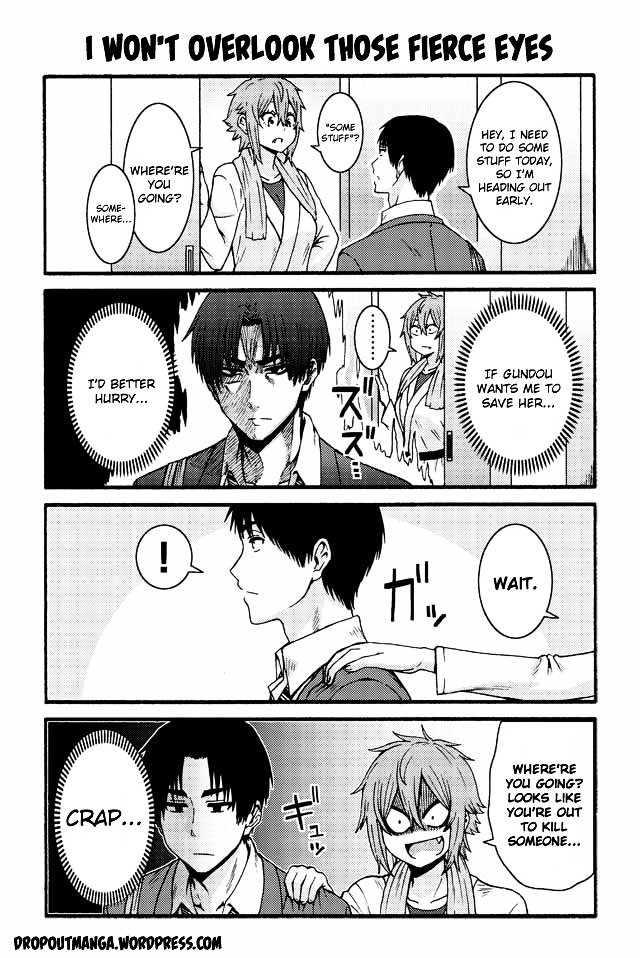 I WON'T OVERLOOK THOSE FIERCE EYES
HEY, I NEED
TO DO SOME
STUFF TODAY,
SO I'M
HEADING OUT
EARLY.
"SOME
STUFF"?
WHERE'RE
YOU
GOING?
SOME-
WHERE...
IF GUNDOU
WANTS ME TO
SAVE HER...
.......
ズズ...
I'D BETTER
HURRY...
WAIT.
ガッ
!
WHERE'RE
YOU GOING?
LOOKS LIKE
YOU'RE OUT
TO KILL
SOMEONE...
ギュッ
CRAP...
DROPOUTMANGA.WORDPRESS.COM